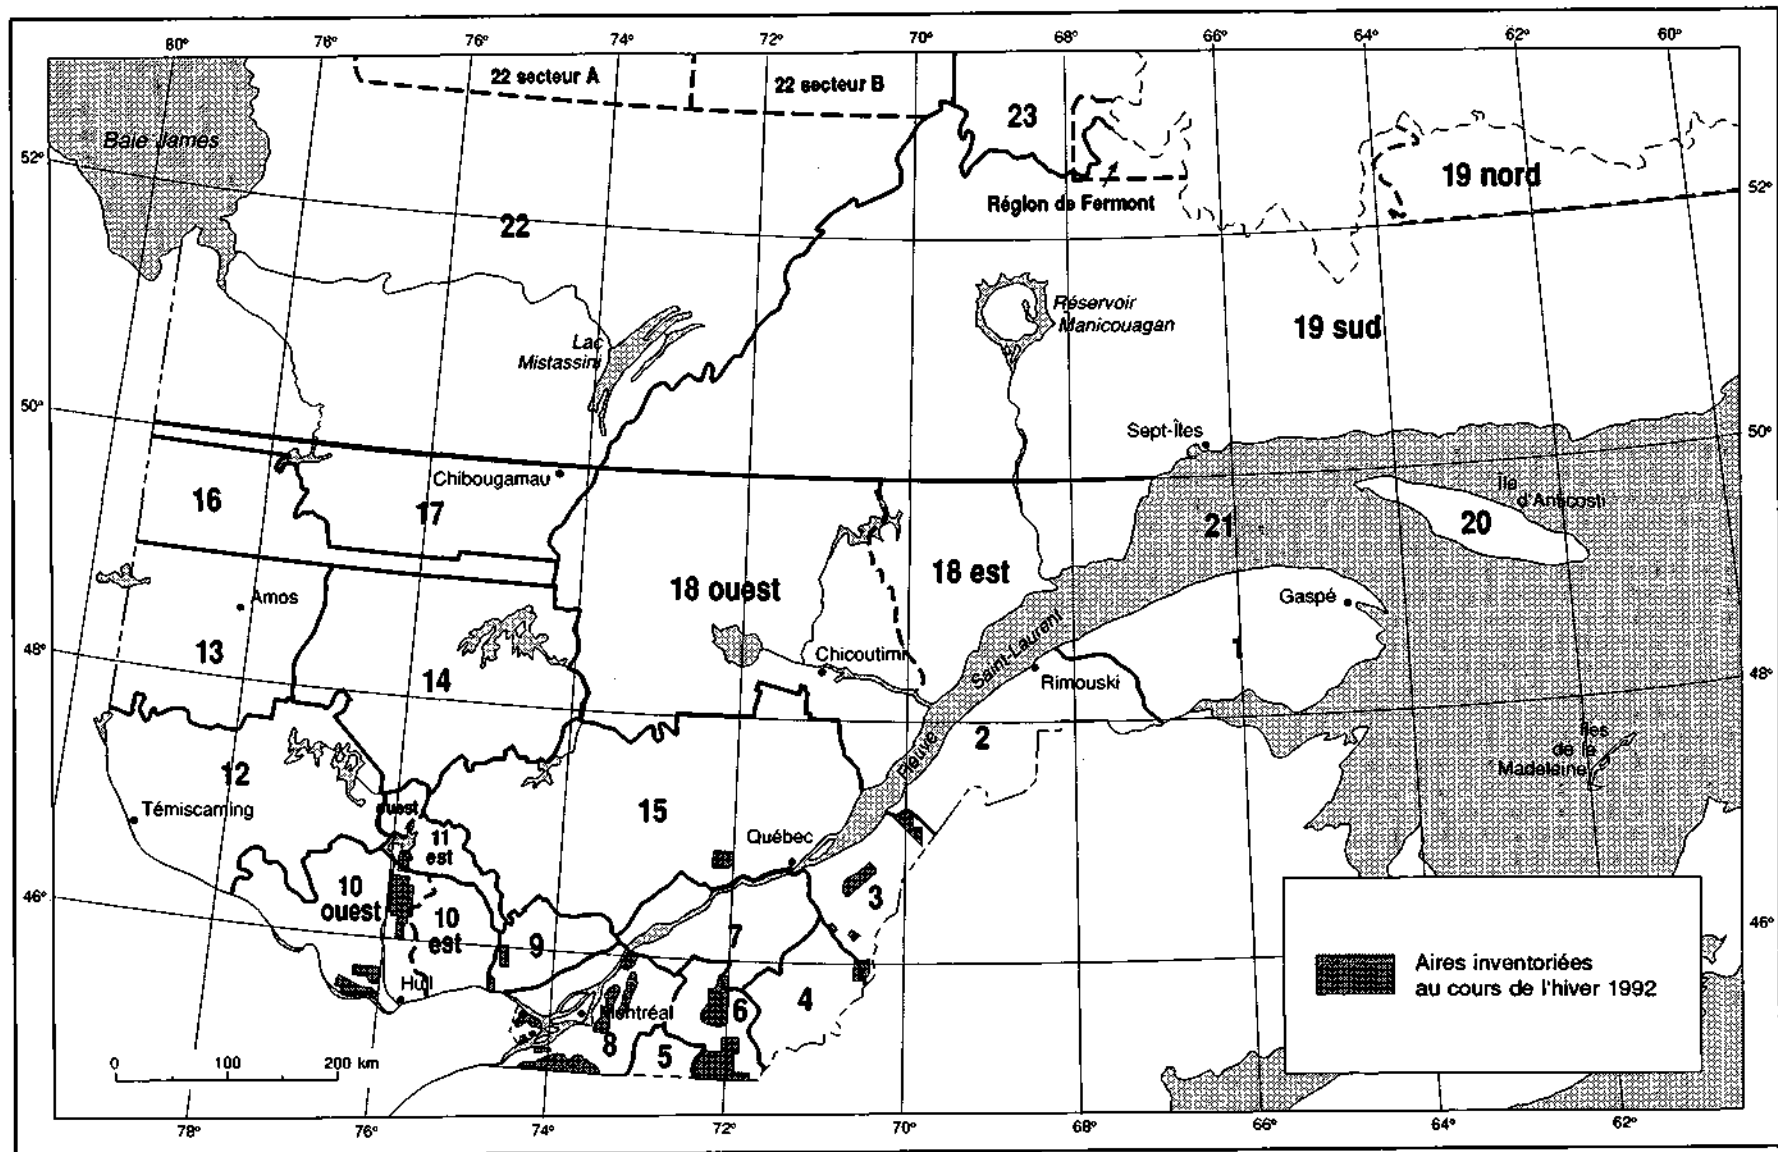 80°
76°
76°
74°
72°
70°
68°
66°
64°
62°
60°
22 secteur A
22 secteur B
23
Baie James
52°
19 nord
52°
Région de Fermont
22
Réservoir
Manicouagan
19 sud
Lac
Mistassini
50°
Sept-Îles
50°
Chibougamau
16
17
21
Île
d'Anticosti
20
18 ouest
18 est
Amos
Gaspé
13
48°
14
Chicoutimi
Fleuve Saint-Laurent
Rimouski
1
48°
2
12
Îles
de la
Madeleine
Témiscaming
ouest
11
est
15
Québec
46°
10
ouest
10
est
9
7
3
46°
Hull
Montréal
6
4
8
5
Aires inventoriées
au cours de l'hiver 1992
0 100 200 km
78°
76°
74°
72°
70°
68°
66°
64°
62°